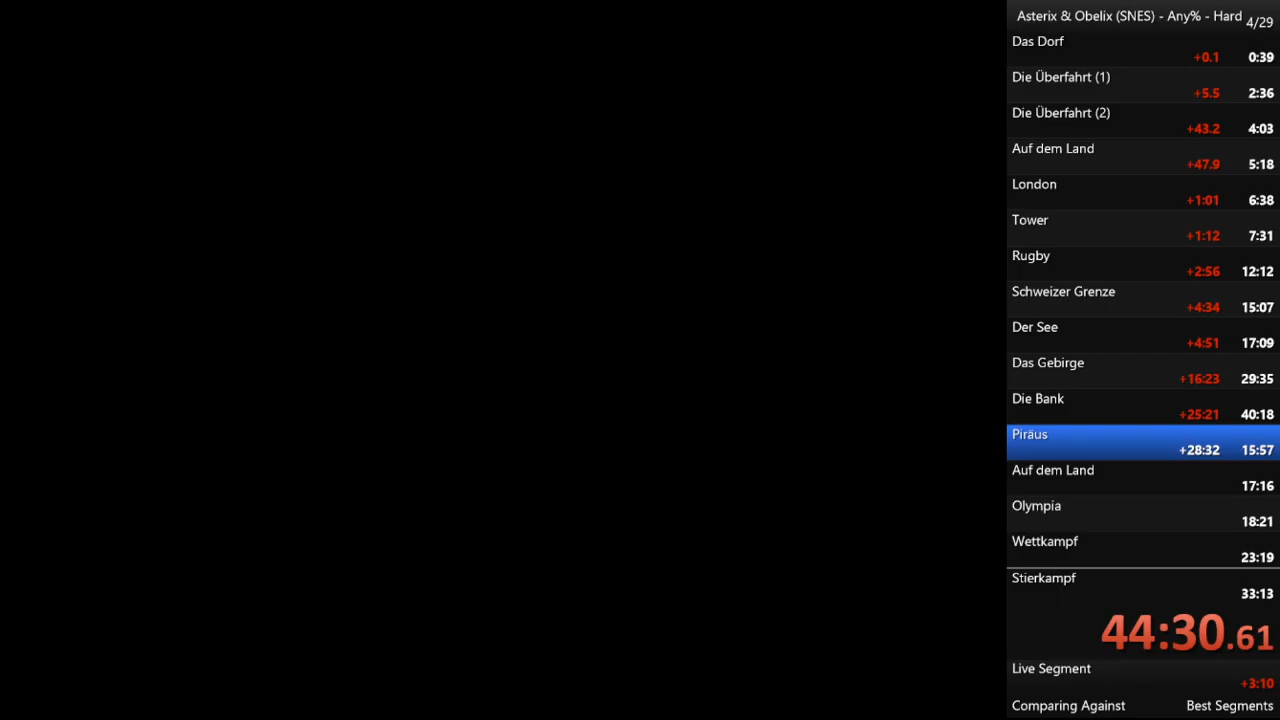 Asterix & Obelix (SNES) - Any% - Hard 4/29
Das Dorf
+0.1 0:39
Die Überfahrt (1)
+5.5 2:36
Die Überfahrt (2)
+43.2 4:03
Auf dem Land
+47.9 5:18
London
+1:01 6:38
Tower
+1:12 7:31
Rugby
+2:56 12:12
Schweizer Grenze
+4:34 15:07
Der See
+4:51 17:09
Das Gebirge
+16:23 29:35
Die Bank
+25:21 40:18
Piräus
+28:32 15:57
Auf dem Land
17:16
Olympia
18:21
Wettkampf
23:19
Stierkampf
33:13
44:30.61
Live Segment
+3:10
Comparing Against Best Segments